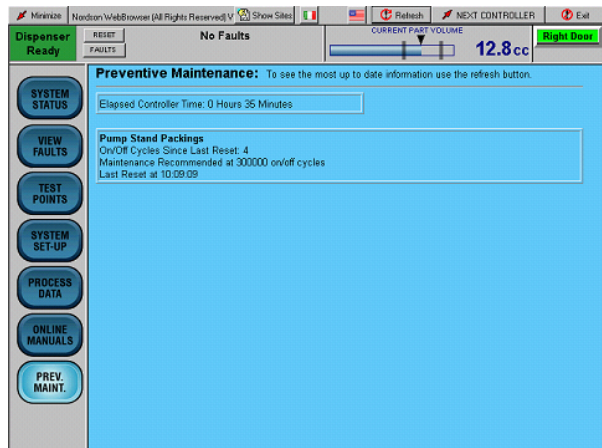 Minimize Nordson WebBrowser (All Rights Reserved) V Show Sites Refresh NEXT CONTROLLER Exit
Dispenser Ready
RESET
FAULTS
No Faults
CURRENT PART VOLUME
12.8cc
Right Door
Preventive Maintenance: To see the most up to date information use the refresh button.
Elapsed Controller Time: 0 Hours 35 Minutes
Pump Stand Packings
On/Off Cycles Since Last Reset: 4
Maintenance Recommended at 300000 on/off cycles
Last Reset at 10:09:09
SYSTEM
STATUS
VIEW
FAULTS
TEST
POINTS
SYSTEM
SET-UP
PROCESS
DATA
ONLINE
MANUALS
PREV.
MAINT.